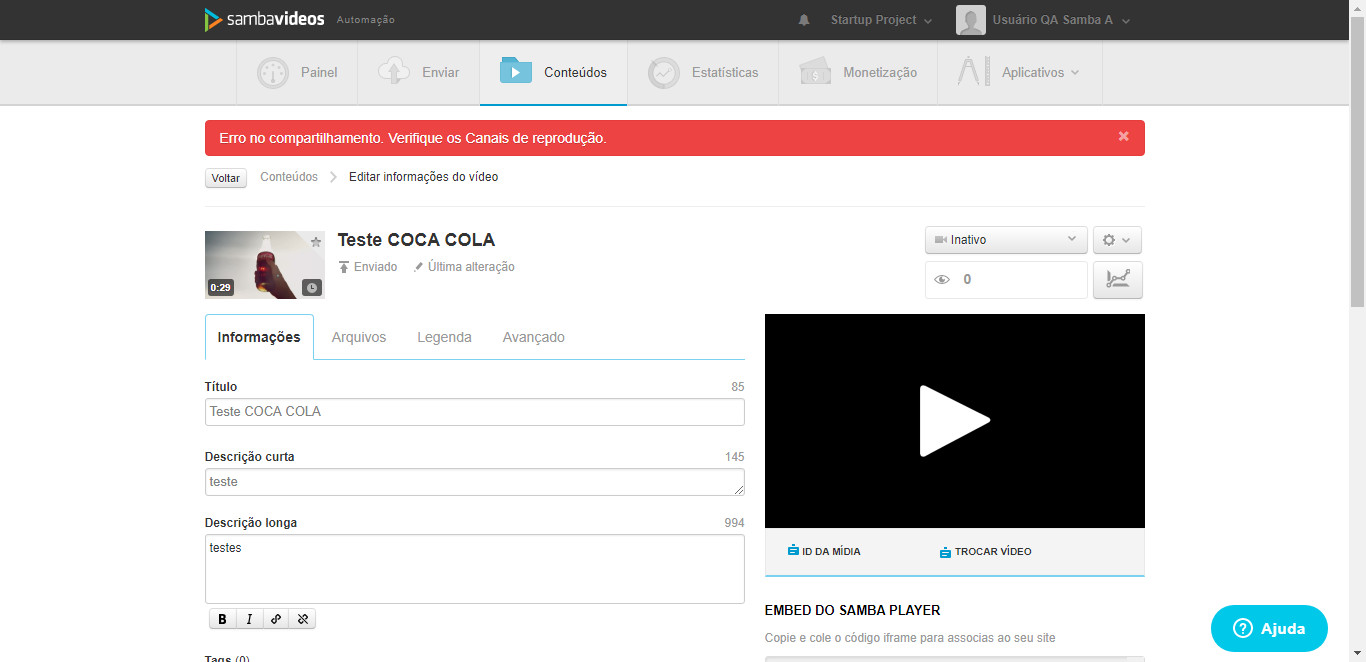 sambavideos Automação Startup Project Usuário QA Samba A
Painel Enviar Conteúdos Estatísticas Monetização Aplicativos
Erro no compartilhamento. Verifique os Canais de reprodução. ×
Voltar Conteúdos Editar informações do vídeo
Teste COCA COLA
Inativo
Enviado Última alteração
0
0:29
Informações Arquivos Legenda Avançado
Título 85
Teste COCA COLA
Descrição curta 145
teste
Descrição longa 994
testes
B I
Tags (0)
ID DA MÍDIA TROCAR VÍDEO
EMBED DO SAMBA PLAYER
Copie e cole o código iframe para associas ao seu site
? Ajuda